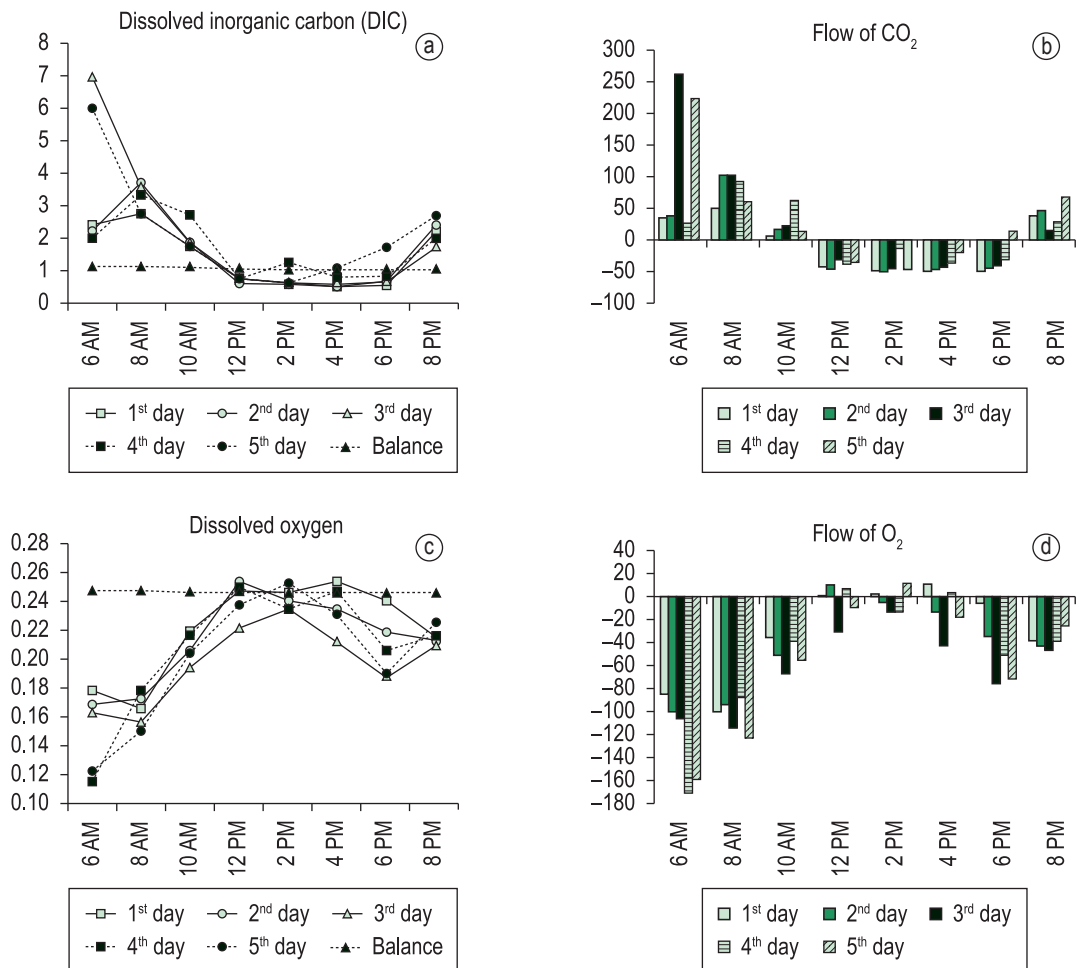 Dissolved inorganic carbon (DIC)
a
8
7
6
5
4
3
2
1
0
6 AM
8 AM
10 AM
12 PM
2 PM
4 PM
6 PM
8 PM
1st day 2nd day 3rd day
4th day 5th day Balance
Flow of CO2
b
300
250
200
150
100
50
0
–50
–100
6 AM
8 AM
10 AM
12 PM
2 PM
4 PM
6 PM
8 PM
1st day 2nd day 3rd day
4th day 5th day
Dissolved oxygen
c
0.28
0.26
0.24
0.22
0.20
0.18
0.16
0.14
0.12
0.10
6 AM
8 AM
10 AM
12 PM
2 PM
4 PM
6 PM
8 PM
1st day 2nd day 3rd day
4th day 5th day Balance
Flow of O2
d
40
20
0
–20
–40
–60
–80
–100
–120
–140
–160
–180
6 AM
8 AM
10 AM
12 PM
2 PM
4 PM
6 PM
8 PM
1st day 2nd day 3rd day
4th day 5th day